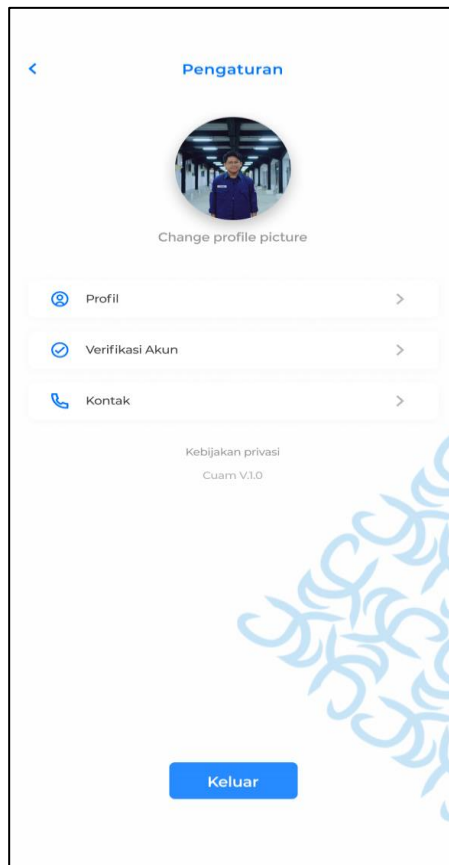 Pengaturan
Change profile picture
Profil
Verifikasi Akun
Kontak
Kebijakan privasi
Cuam V.1.0
Keluar